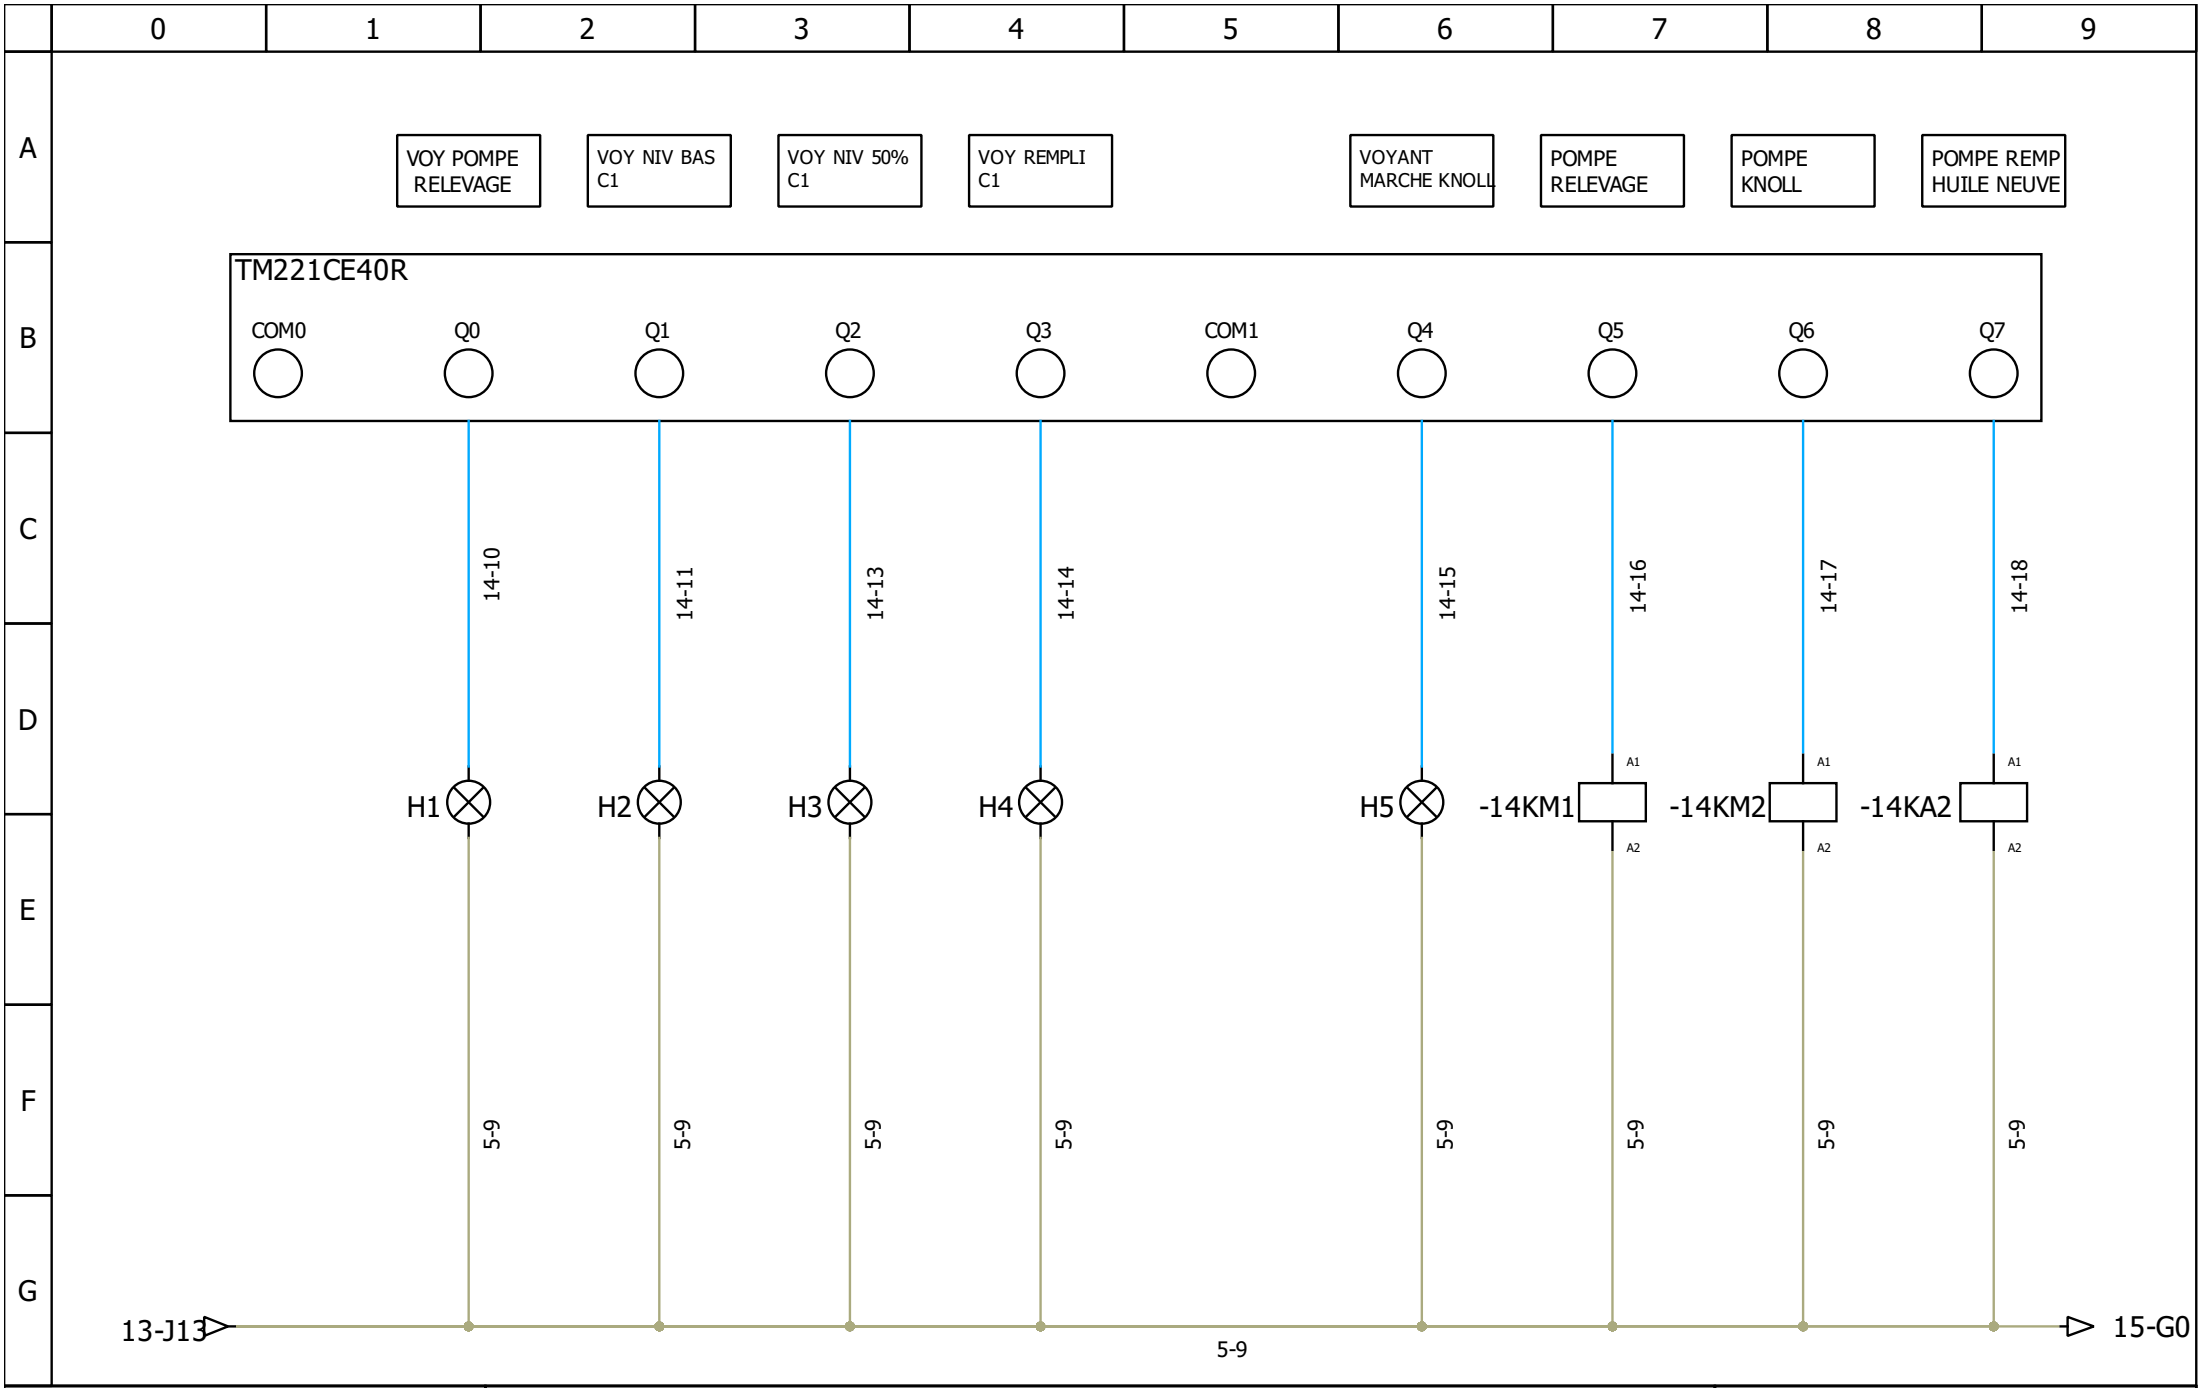 0 1 2 3 4 5 6 7 8 9
A
VOY POMPE
RELEVAGE
VOY NIV BAS
C1
VOY NIV 50%
C1
VOY REMPLI
C1
VOYANT
MARCHE KNOLL
POMPE
RELEVAGE
POMPE
KNOLL
POMPE REMP
HUILE NEUVE
TM221CE40R
B
COM0 Q0 Q1 Q2 Q3 COM1 Q4 Q5 Q6 Q7
C
14-10 14-11 14-13 14-14 14-15 14-16 14-17 14-18
D
A1 A1 A1
H1 H2 H3 H4 H5 -14KM1 -14KM2 -14KA2
A2 A2 A2
E
F
5-9 5-9 5-9 5-9 5-9 5-9 5-9 5-9
G
13-J13 15-G0
5-9